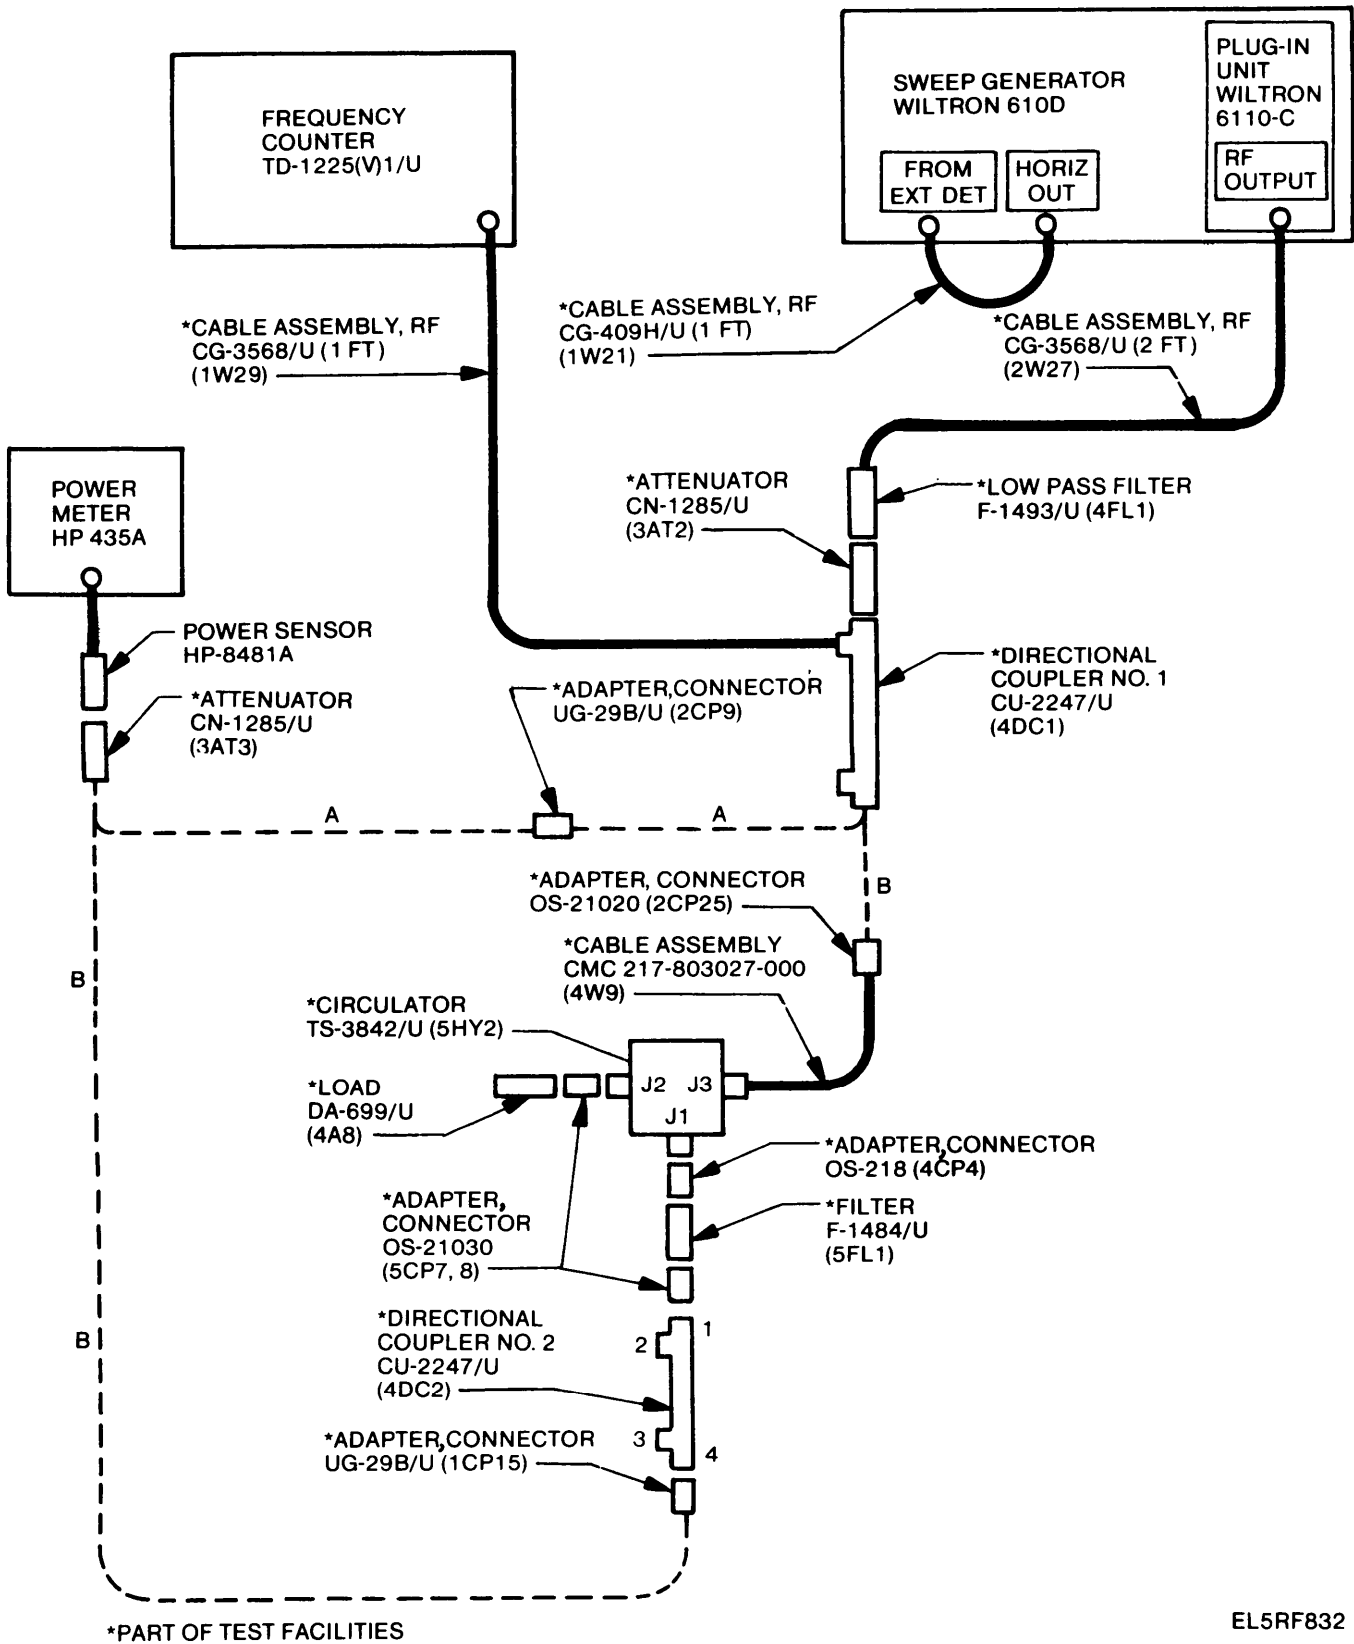 FREQUENCY
COUNTER
TD-1225(V)1/U
SWEEP GENERATOR
WILTRON 610D
PLUG-IN
UNIT
WILTRON
6110-C
FROM
EXT DET
HORIZ
OUT
RF
OUTPUT
*CABLE ASSEMBLY, RF
CG-3568/U (1 FT)
(1W29)
*CABLE ASSEMBLY, RF
CG-409H/U (1 FT)
(1W21)
*CABLE ASSEMBLY, RF
CG-3568/U (2 FT)
(2W27)
POWER
METER
HP 435A
*ATTENUATOR
CN-1285/U
(3AT2)
*LOW PASS FILTER
F-1493/U (4FL1)
POWER SENSOR
HP-8481A
*ATTENUATOR
CN-1285/U
(3AT3)
*ADAPTER,CONNECTOR
UG-29B/U (2CP9)
*DIRECTIONAL
COUPLER NO. 1
CU-2247/U
(4DC1)
A
A
*ADAPTER, CONNECTOR
OS-21020 (2CP25)
B
*CABLE ASSEMBLY
CMC 217-803027-000
(4W9)
B
*CIRCULATOR
TS-3842/U (5HY2)
J2 J3
J1
*LOAD
DA-699/U
(4A8)
*ADAPTER,CONNECTOR
OS-218 (4CP4)
*ADAPTER,
CONNECTOR
OS-21030
(5CP7, 8)
*FILTER
F-1484/U
(5FL1)
B
*DIRECTIONAL
COUPLER NO. 2
CU-2247/U
(4DC2)
1
2
3
4
*ADAPTER,CONNECTOR
UG-29B/U (1CP15)
*PART OF TEST FACILITIES
EL5RF832